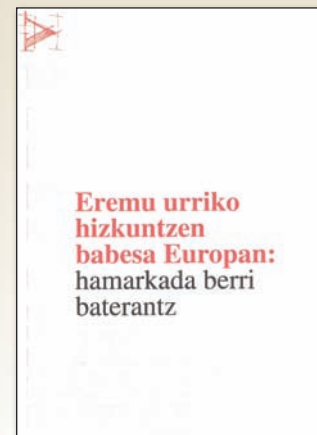 Eremu urriko
hizkuntzen
babesa Europan:
hamarkada berri
baterantz